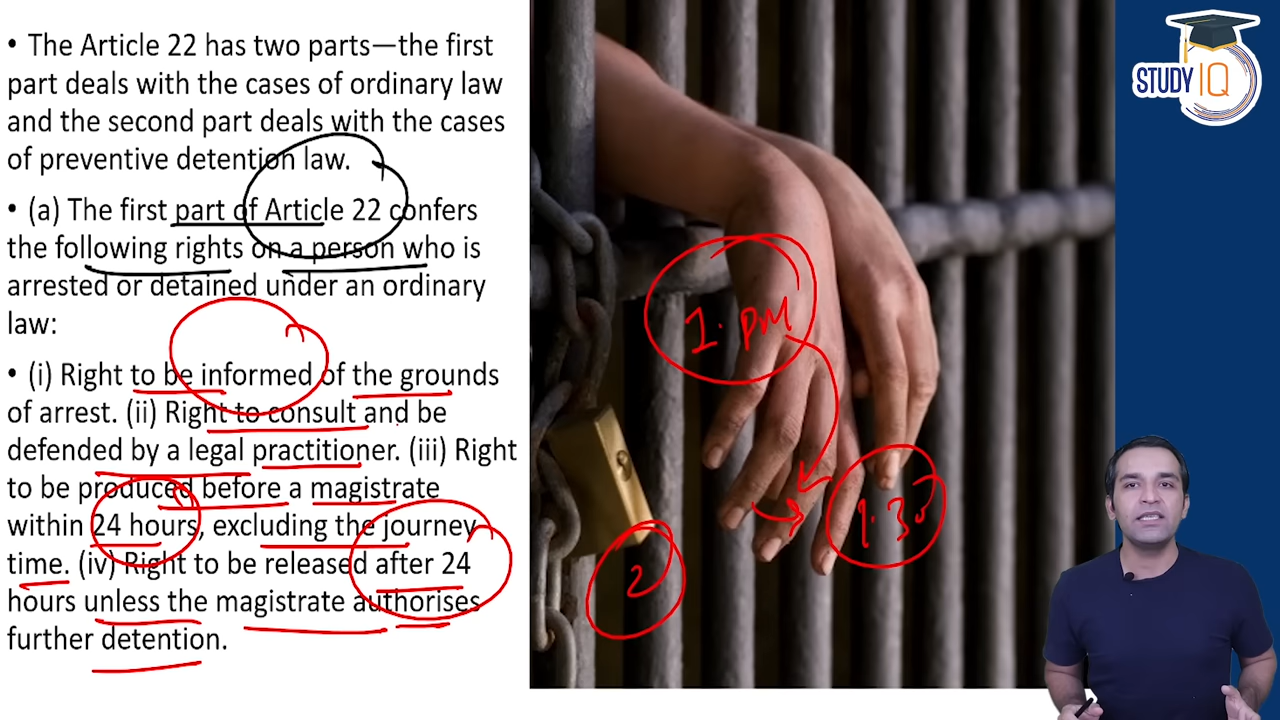 • The Article 22 has two parts—the first
part deals with the cases of ordinary law
and the second part deals with the cases
of preventive detention law.
• (a) The first part of Article 22 confers
the following rights on a person who is
arrested or detained under an ordinary
law:
• (i) Right to be informed of the grounds
of arrest. (ii) Right to consult and be
defended by a legal practitioner. (iii) Right
to be produced before a magistrate
within 24 hours, excluding the journey
time. (iv) Right to be released after 24
hours unless the magistrate authorises
further detention.
1. PM
1.30
2
STUDY IQ